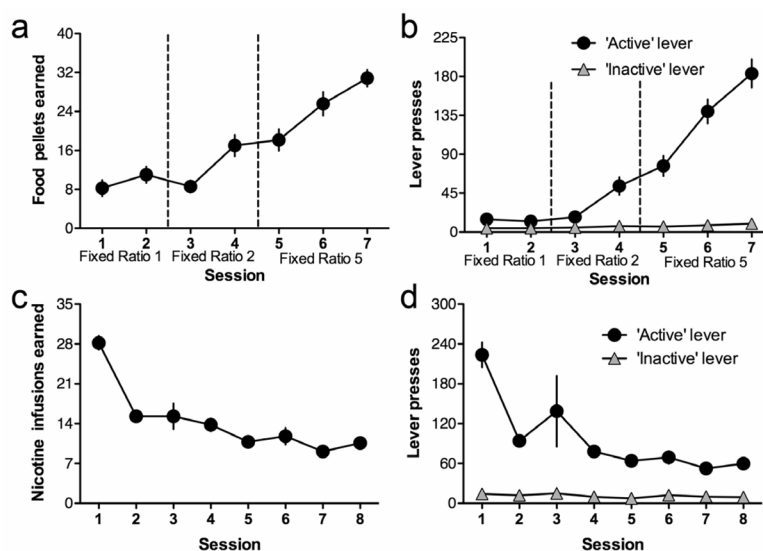 a
Food pellets earned
40
32
24
16
8
0
1 2 3 4 5 6 7
Fixed Ratio 1 Fixed Ratio 2 Fixed Ratio 5
Session
b
Lever presses
225
180
135
90
45
0
'Active' lever
'Inactive' lever
1 2 3 4 5 6 7
Fixed Ratio 1 Fixed Ratio 2 Fixed Ratio 5
Session
c
Nicotine infusions earned
35
28
21
14
7
0
1 2 3 4 5 6 7 8
Session
d
Lever presses
300
240
180
120
60
0
'Active' lever
'Inactive' lever
1 2 3 4 5 6 7 8
Session